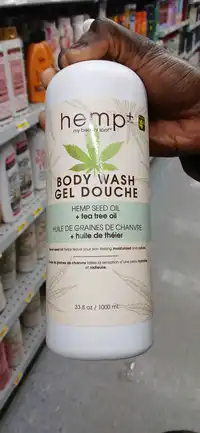 hemp+
my beauty spot
BODY WASH
GEL DOUCHE
HEMP SEED OIL
+ tea tree oil
HUILE DE GRAINES DE CHANVRE
+ huile de théier
33.8 oz / 1000 mL